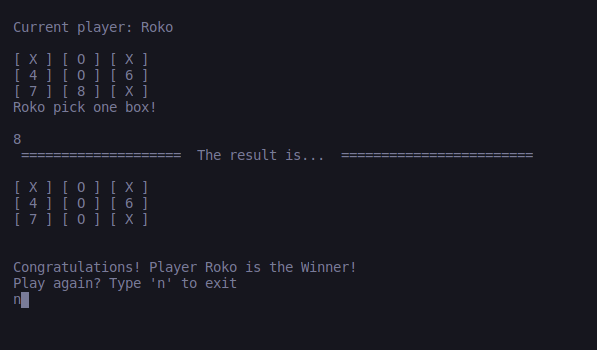 Current player: Roko
[ X ] [ O ] [ X ]
[ 4 ] [ O ] [ 6 ]
[ 7 ] [ 8 ] [ X ]
Roko pick one box!
8
==================== The result is... ========================
[ X ] [ O ] [ X ]
[ 4 ] [ O ] [ 6 ]
[ 7 ] [ O ] [ X ]
Congratulations! Player Roko is the Winner!
Play again? Type 'n' to exit
n